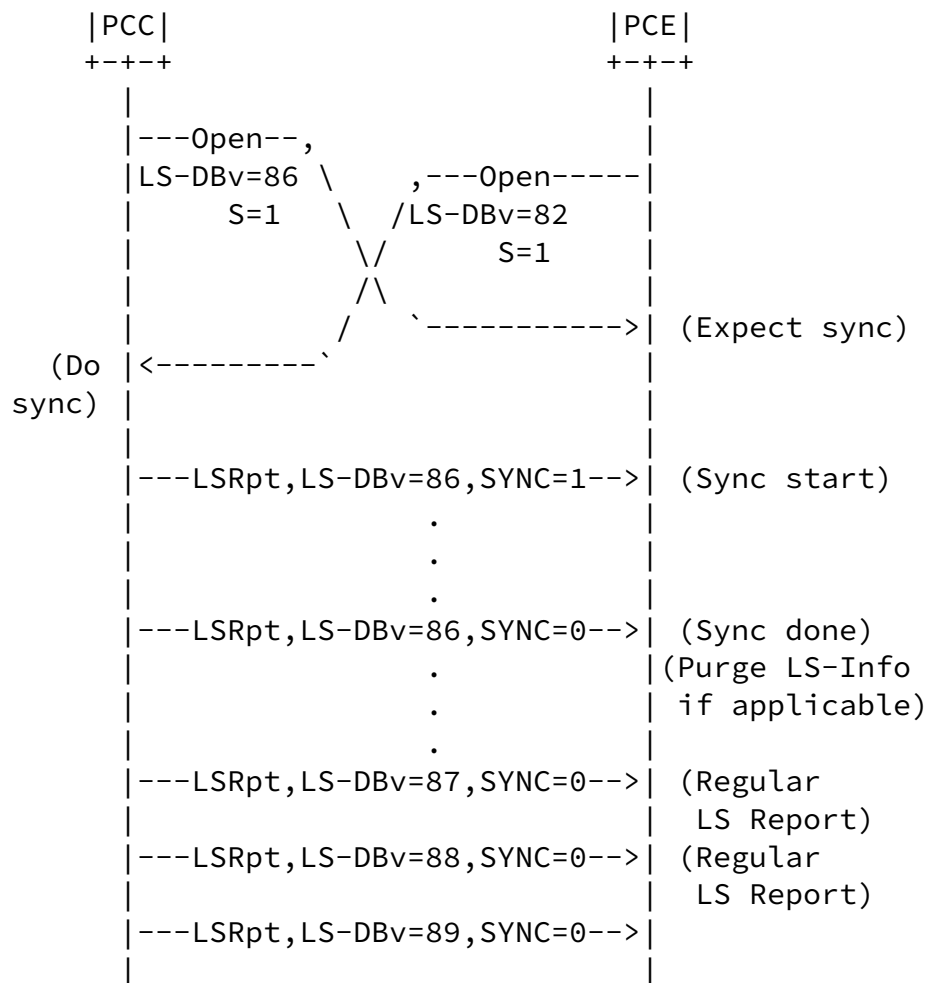 |PCC| |PCE|
+-+-+ +-+-+
| |
|---Open--, |
|LS-DBv=86 \ ,---Open-----|
| S=1 \ /LS-DBv=82 |
| \/ S=1 |
| /\ |
| / `----------->| (Expect sync)
(Do |<---------` |
sync) | |
| |
|---LSRpt,LS-DBv=86,SYNC=1-->| (Sync start)
| . |
| . |
| . |
|---LSRpt,LS-DBv=86,SYNC=0-->| (Sync done)
| . |(Purge LS-Info
| . | if applicable)
| . |
|---LSRpt,LS-DBv=87,SYNC=0-->| (Regular
| | LS Report)
|---LSRpt,LS-DBv=88,SYNC=0-->| (Regular
| | LS Report)
|---LSRpt,LS-DBv=89,SYNC=0-->|
| |